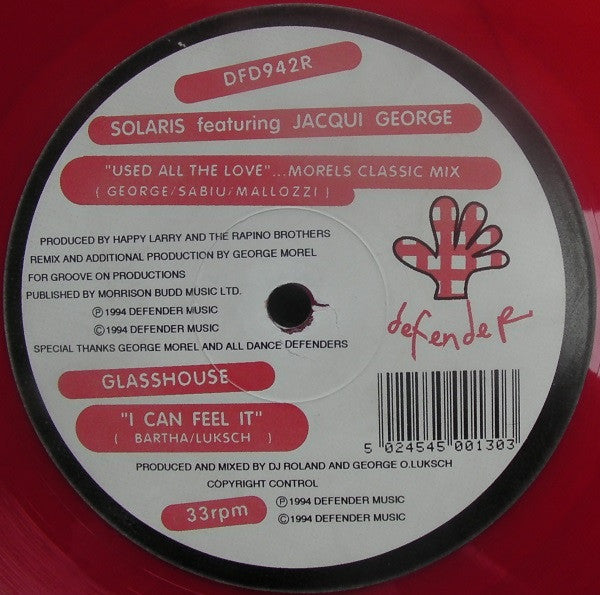 DFD942R
SOLARIS featuring JACQUI GEORGE
"USED ALL THE LOVE"...MORELS CLASSIC MIX
( GEORGE/SABIU/MALLOZZI )
PRODUCED BY HAPPY LARRY AND THE RAPINO BROTHERS
REMIX AND ADDITIONAL PRODUCTION BY GEORGE MOREL
FOR GROOVE ON PRODUCTIONS
PUBLISHED BY MORRISON BUDD MUSIC LTD.
Ⓟ1994 DEFENDER MUSIC
©1994 DEFENDER MUSIC
SPECIAL THANKS GEORGE MOREL AND ALL DANCE DEFENDERS
defender
GLASSHOUSE
"I CAN FEEL IT"
( BARTHA/LUKSCH )
5 024545 001303
PRODUCED AND MIXED BY DJ ROLAND AND GEORGE O.LUKSCH
COPYRIGHT CONTROL
33rpm
Ⓟ1994 DEFENDER MUSIC
©1994 DEFENDER MUSIC